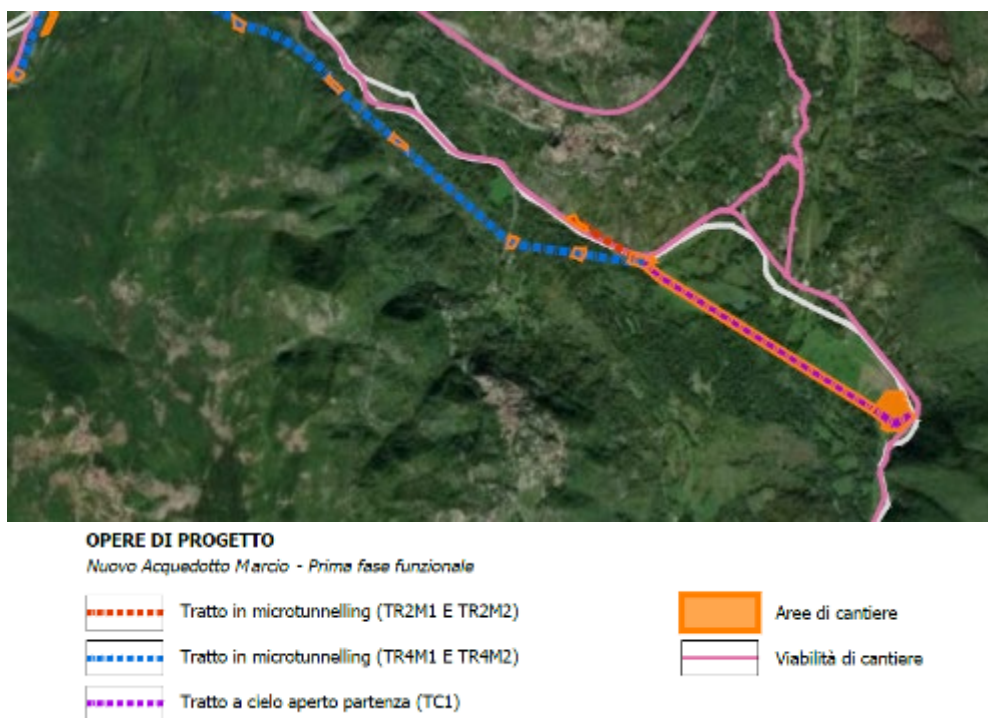 OPERE DI PROGETTO
Nuovo Acquedotto Marcio - Prima fase funzionale
Tratto in microtunnelling (TR2M1 E TR2M2)
Tratto in microtunnelling (TR4M1 E TR4M2)
Tratto a cielo aperto partenza (TC1)
Aree di cantiere
Viabilità di cantiere